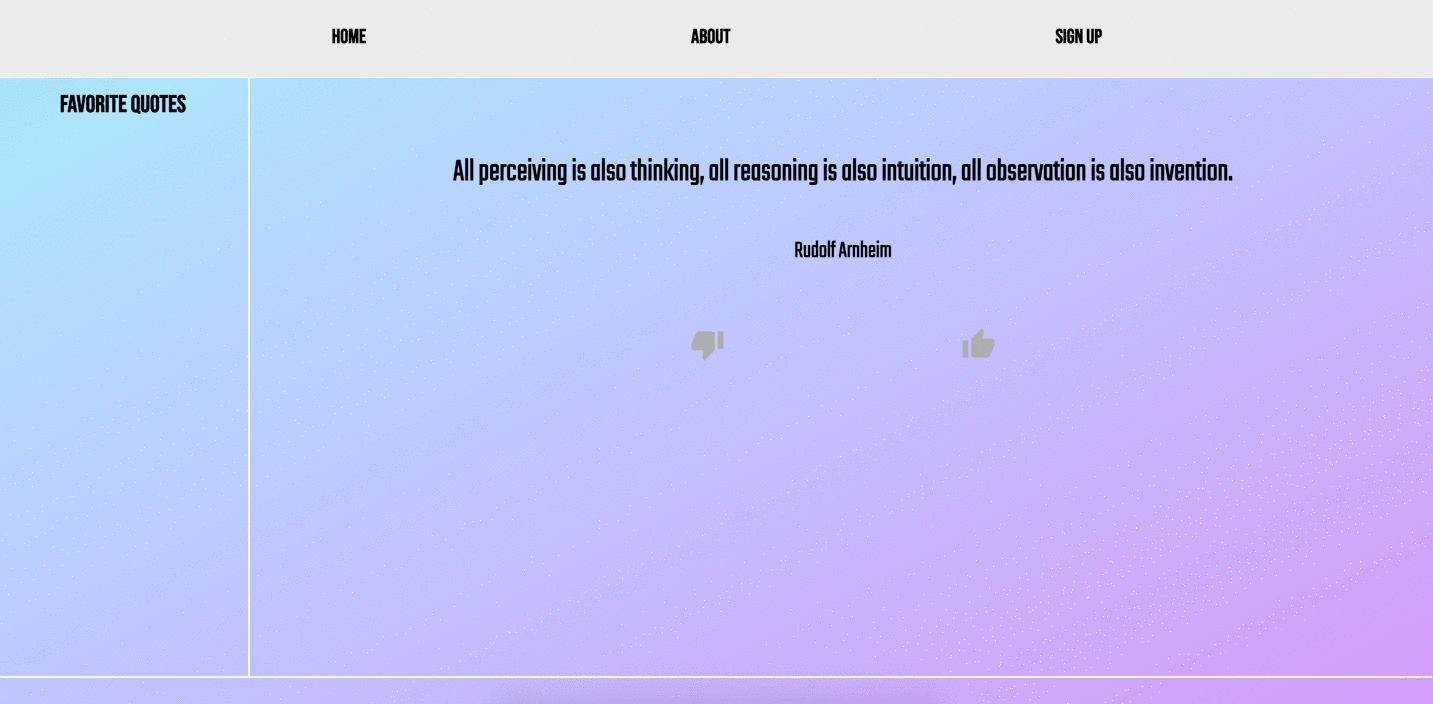 HOME ABOUT SIGN UP
FAVORITE QUOTES
All perceiving is also thinking, all reasoning is also intuition, all observation is also invention.
Rudolf Arnheim